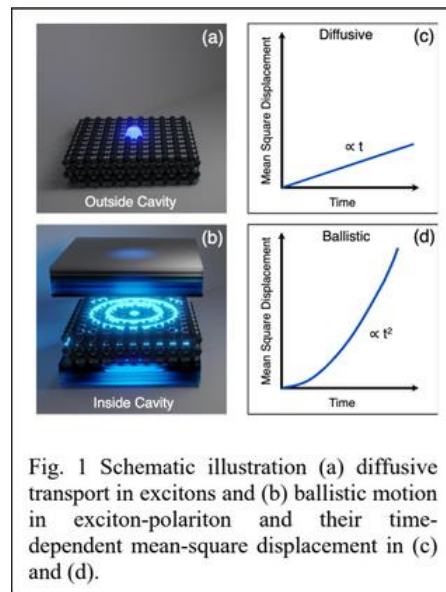 (a)
Outside Cavity
(c)
Diffusive
Mean Square Displacement
∝ t
Time
(b)
Inside Cavity
(d)
Ballistic
Mean Square Displacement
∝ t²
Time
Fig. 1 Schematic illustration (a) diffusive
transport in excitons and (b) ballistic motion
in exciton-polariton and their time-
dependent mean-square displacement in (c)
and (d).